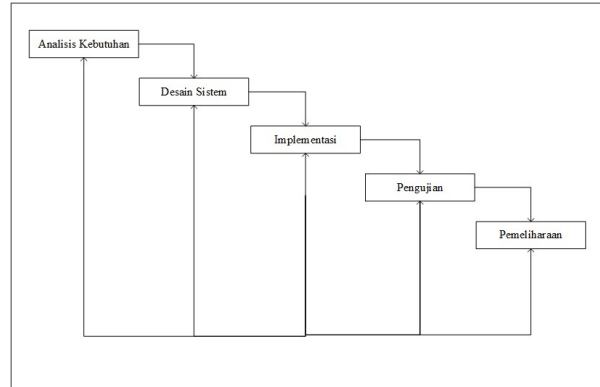 Analisis Kebutuhan
Desain Sistem
Implementasi
Pengujian
Pemeliharaan